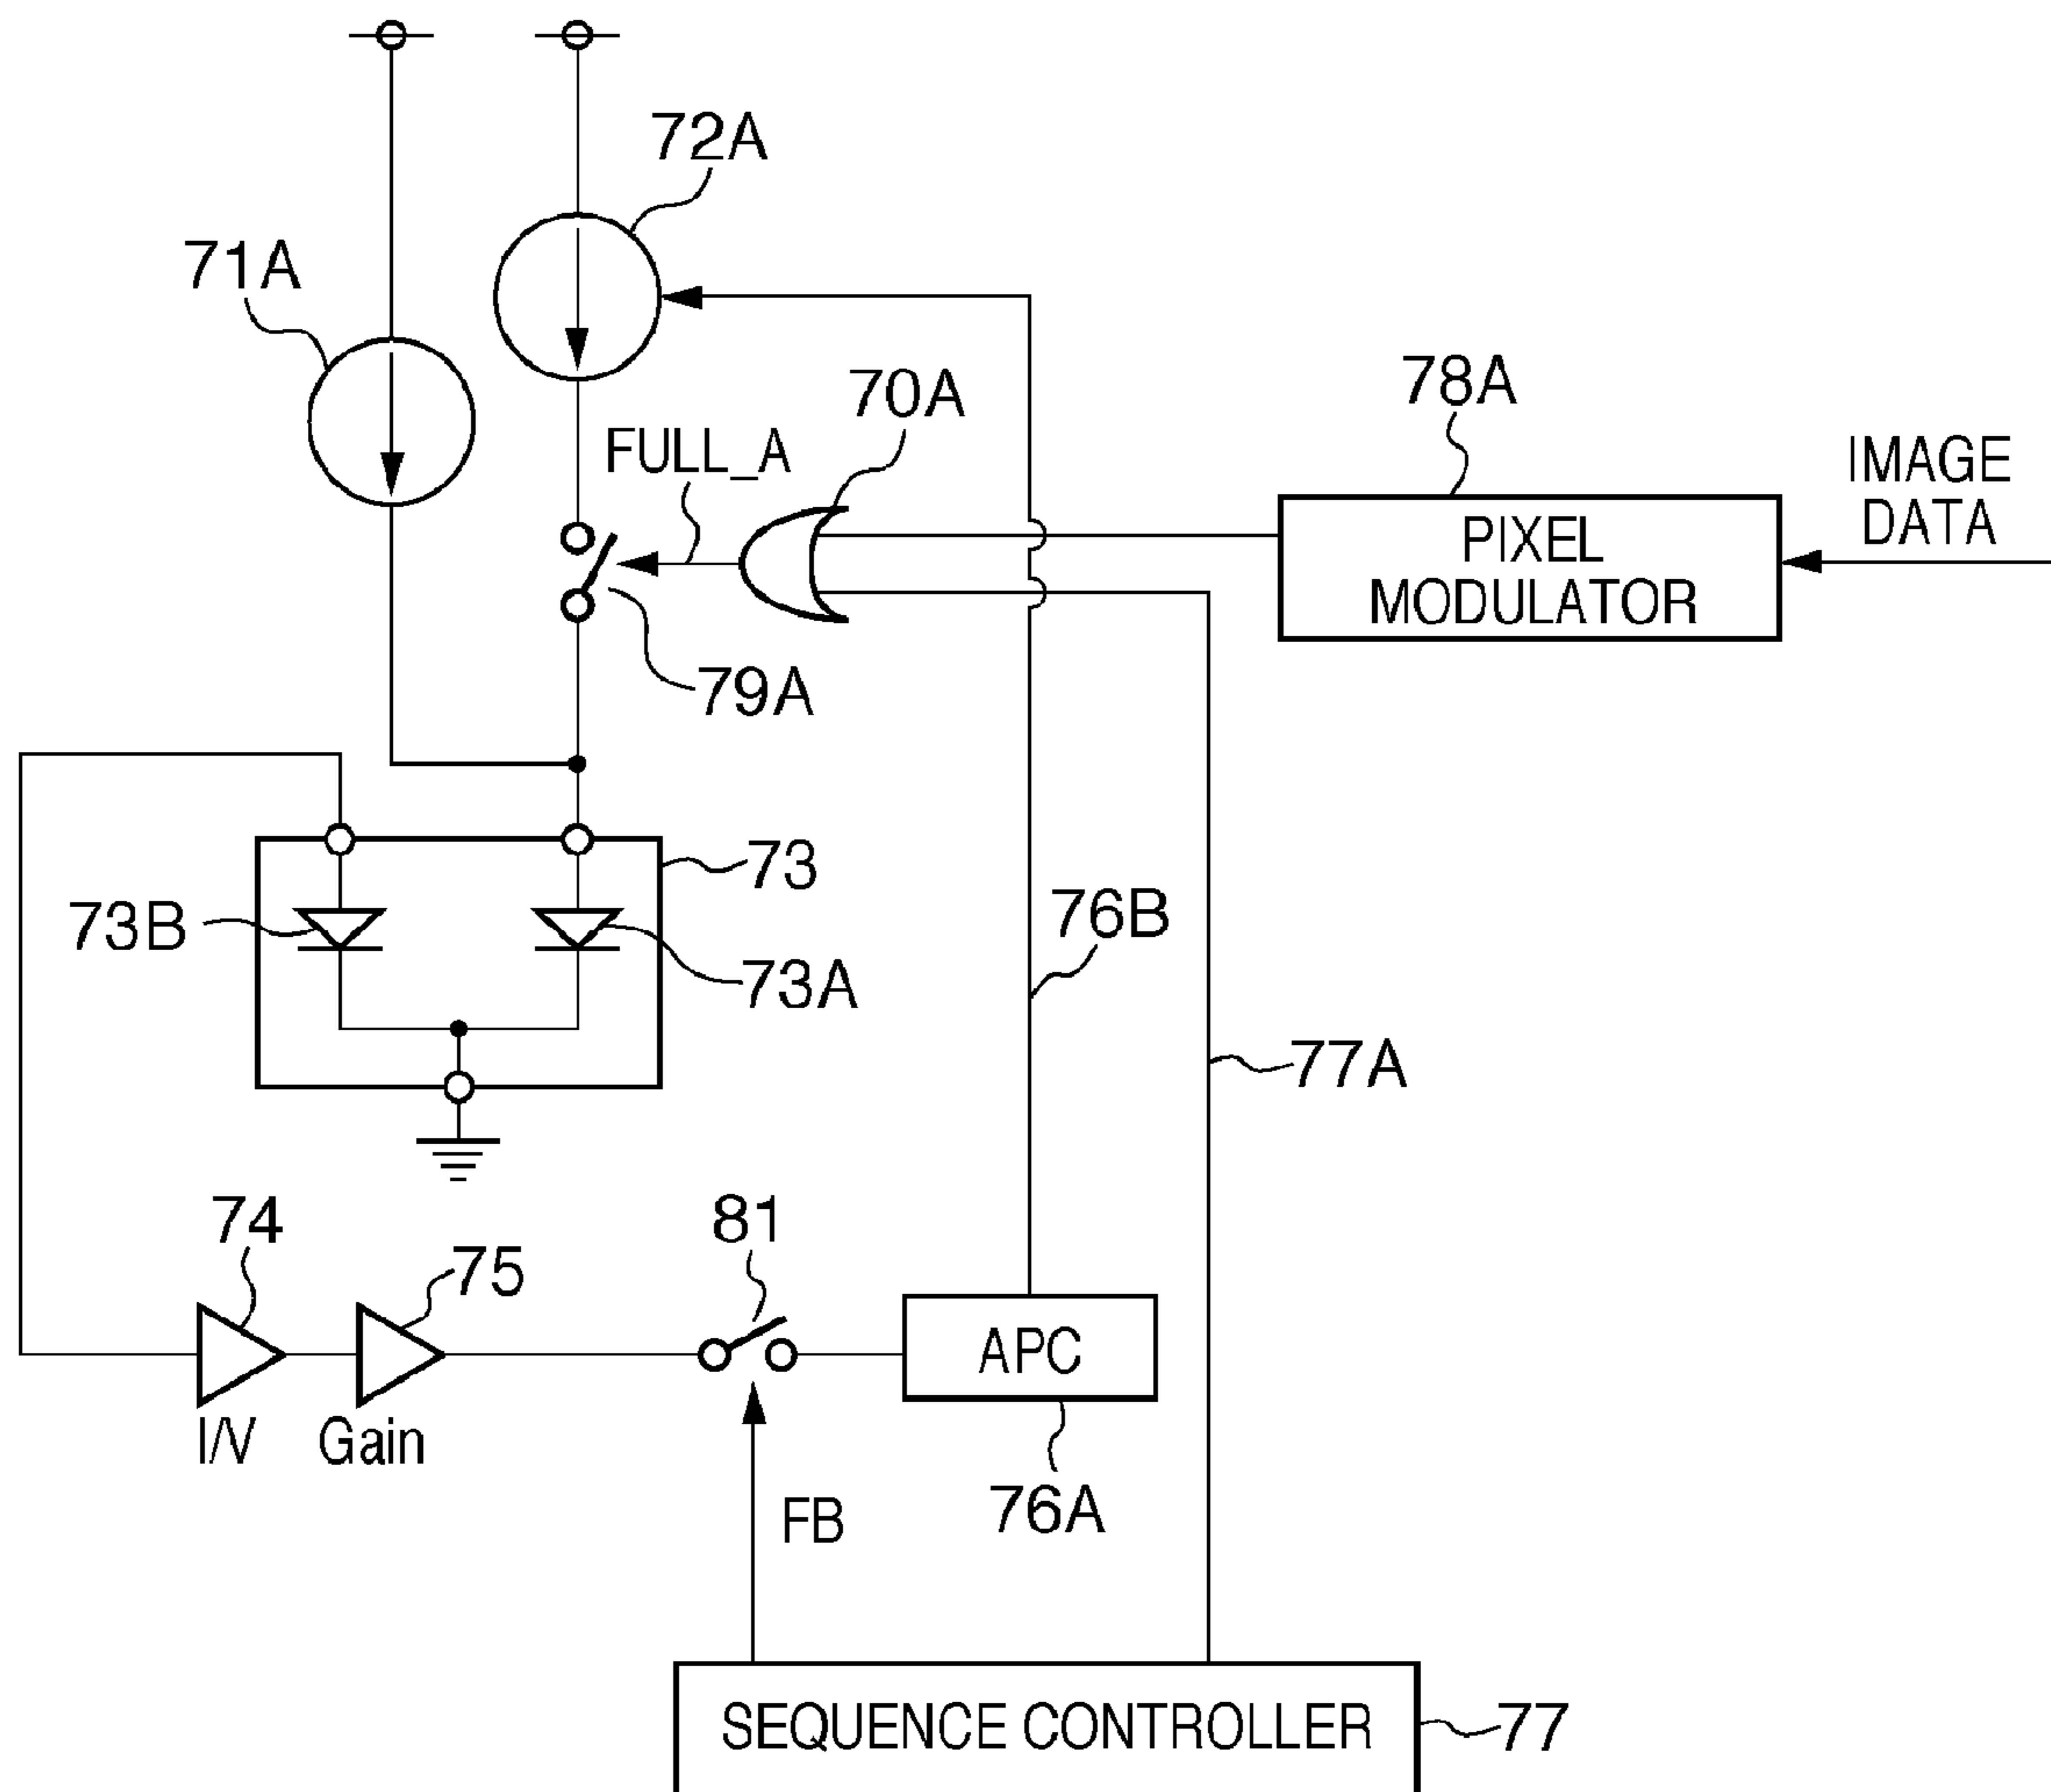 72A
71A
70A
FULL_A
78A
IMAGE
DATA
PIXEL
MODULATOR
79A
73
73B
73A
76B
77A
74
75
81
APC
I/V
Gain
76A
FB
SEQUENCE CONTROLLER
77